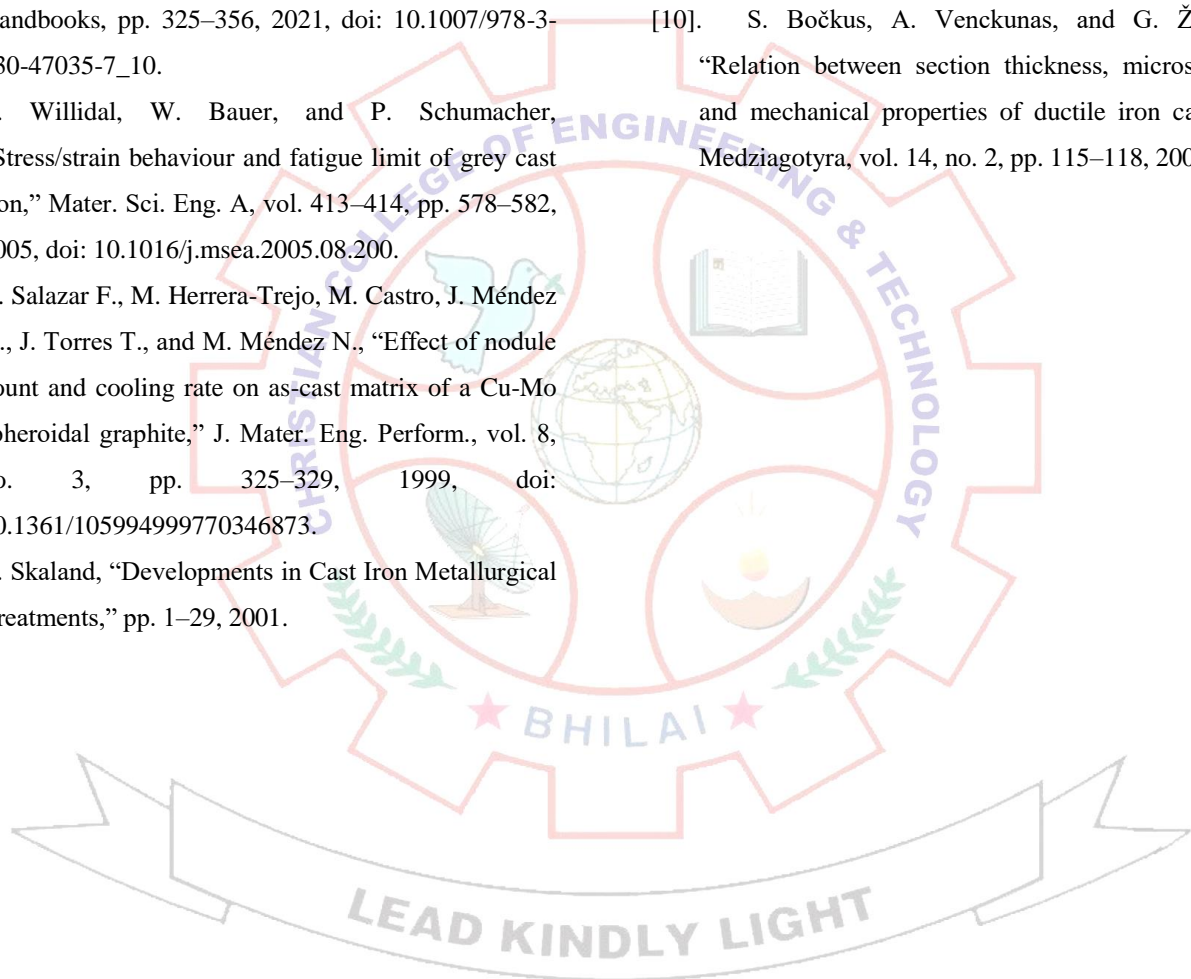 andbooks, pp. 325–356, 2021, doi: 10.1007/978-3-
30-47035-7_10.
. Willidal, W. Bauer, and P. Schumacher,
Stress/strain behaviour and fatigue limit of grey cast
on,” Mater. Sci. Eng. A, vol. 413–414, pp. 578–582,
005, doi: 10.1016/j.msea.2005.08.200.
. Salazar F., M. Herrera-Trejo, M. Castro, J. Méndez
., J. Torres T., and M. Méndez N., “Effect of nodule
ount and cooling rate on as-cast matrix of a Cu-Mo
pheroidal graphite,” J. Mater. Eng. Perform., vol. 8,
o. 3, pp. 325–329, 1999, doi:
0.1361/105994999770346873.
. Skaland, “Developments in Cast Iron Metallurgical
reatments,” pp. 1–29, 2001.
[10]. S. Bočkus, A. Venckunas, and G. Ž
“Relation between section thickness, micros
and mechanical properties of ductile iron ca
Medziagotyra, vol. 14, no. 2, pp. 115–118, 200
CHRISTIAN COLLEGE OF ENGINEERING & TECHNOLOGY
BHILAI
LEAD KINDLY LIGHT